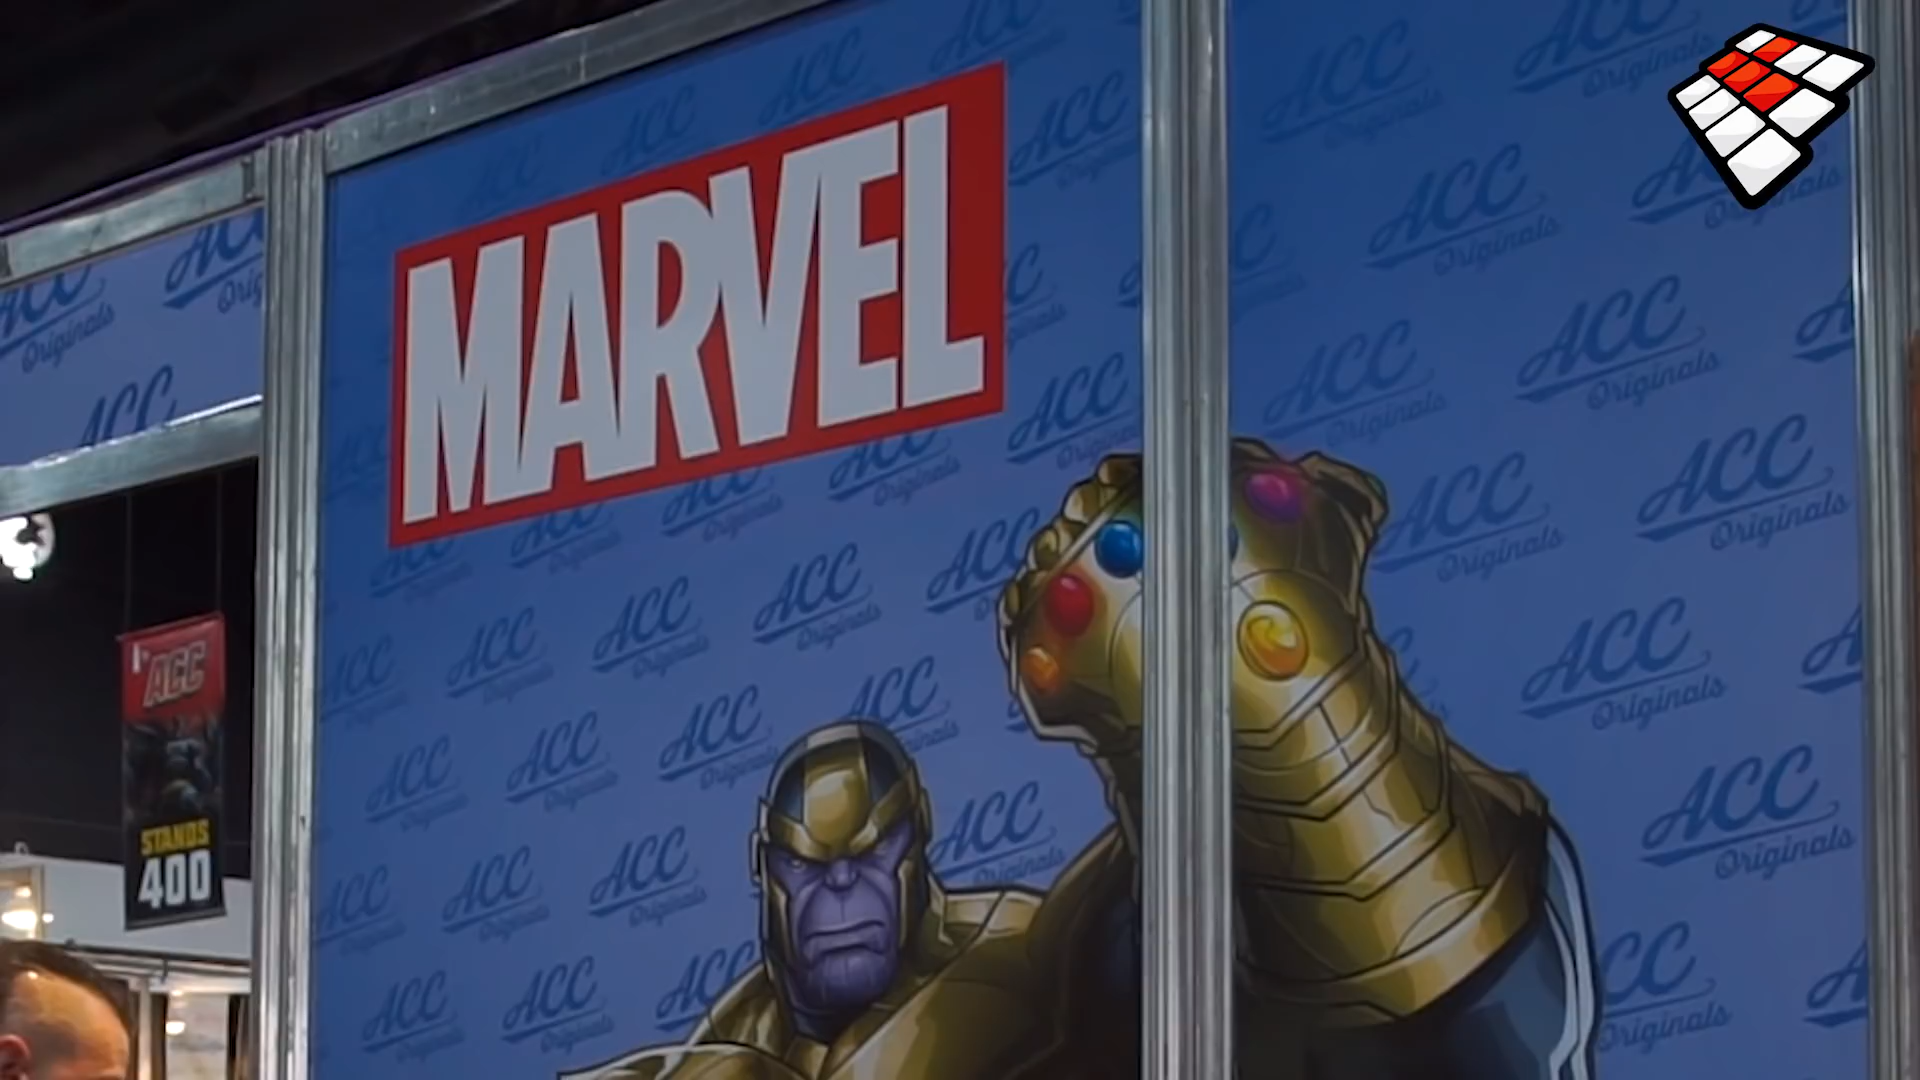 MARVEL
ACC
Originals
ACC
STANDS
400